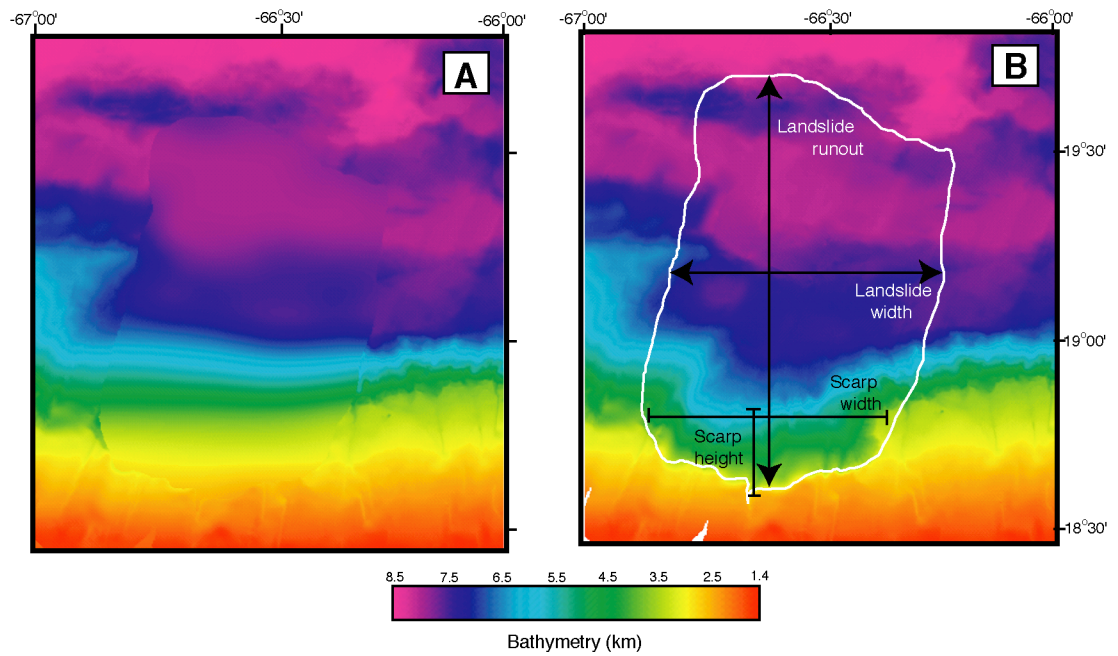 -67°00'
-66°30'
-66°00'
-67°00'
-66°30'
-66°00'
A
B
Landslide
runout
19°30'
Landslide
width
19°00'
Scarp
width
Scarp
height
18°30'
8.5 7.5 6.5 5.5 4.5 3.5 2.5 1.4
Bathymetry (km)